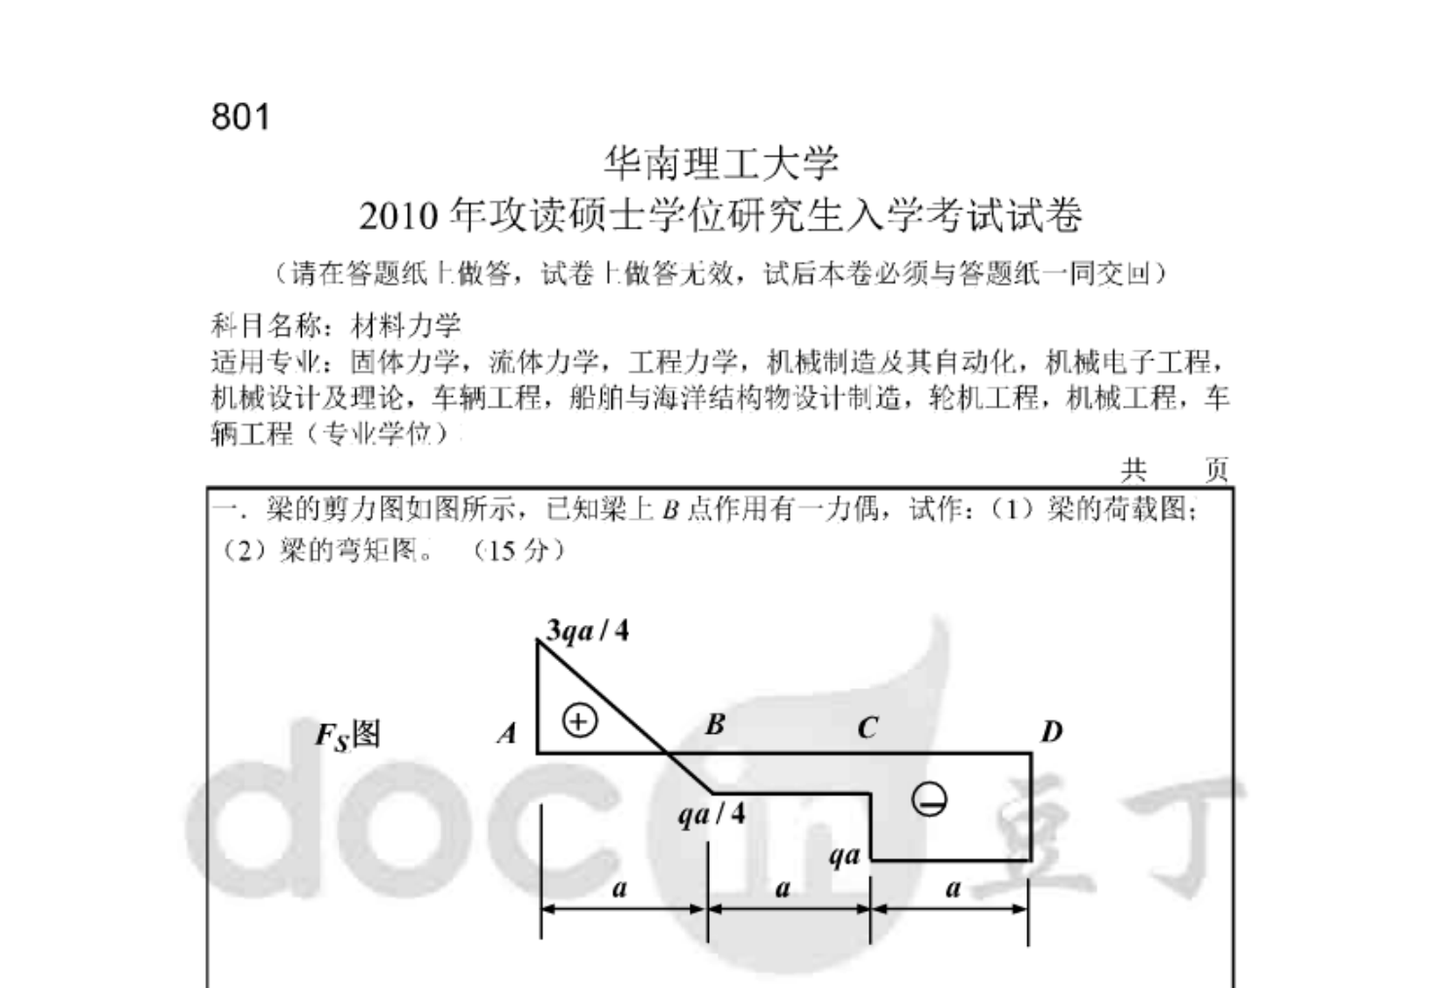 801
华南理工大学
2010 年攻读硕士学位研究生入学考试试卷
（请在答题纸上做答，试卷上做答无效，试后本卷必须与答题纸一同交回）
科目名称：材料力学
适用专业：固体力学，流体力学，工程力学，机械制造及其自动化，机械电子工程，
机械设计及理论，车辆工程，船舶与海洋结构物设计制造，轮机工程，机械工程，车
辆工程（专业学位）
共 页
一．梁的剪力图如图所示，已知梁上 B 点作用有一力偶，试作：（1）梁的荷载图；
（2）梁的弯矩图。 （15 分）
3qa / 4
F_S图 A + B C D
qa / 4
−
qa
a a a
docin 豆丁